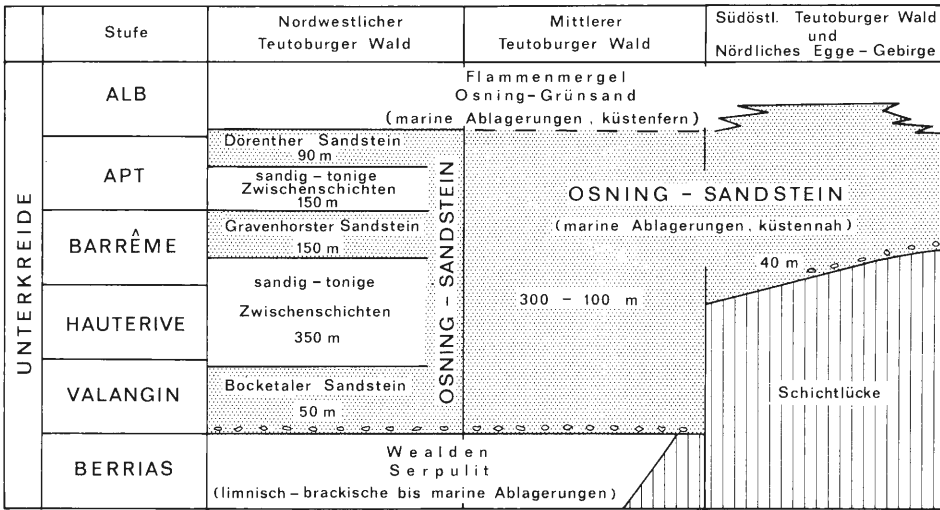 Stufe
Nordwestlicher
Teutoburger Wald
Mittlerer
Teutoburger Wald
Südöstl. Teutoburger Wald
und
Nördliches Egge-Gebirge
UNTERKREIDE
ALB
APT
BARRÊME
HAUTERIVE
VALANGIN
BERRIAS
Flammenmergel
Osning-Grünsand
(marine Ablagerungen, küstenfern)
Dörenther Sandstein
90 m
sandig-tonige
Zwischenschichten
150 m
Gravenhorster Sandstein
150 m
sandig-tonige
Zwischenschichten
350 m
Bocketaler Sandstein
50 m
OSNING - SANDSTEIN
300 - 100 m
OSNING - SANDSTEIN
(marine Ablagerungen, küstennah)
40 m
Schichtlücke
Wealden
Serpulit
(limnisch-brackische bis marine Ablagerungen)